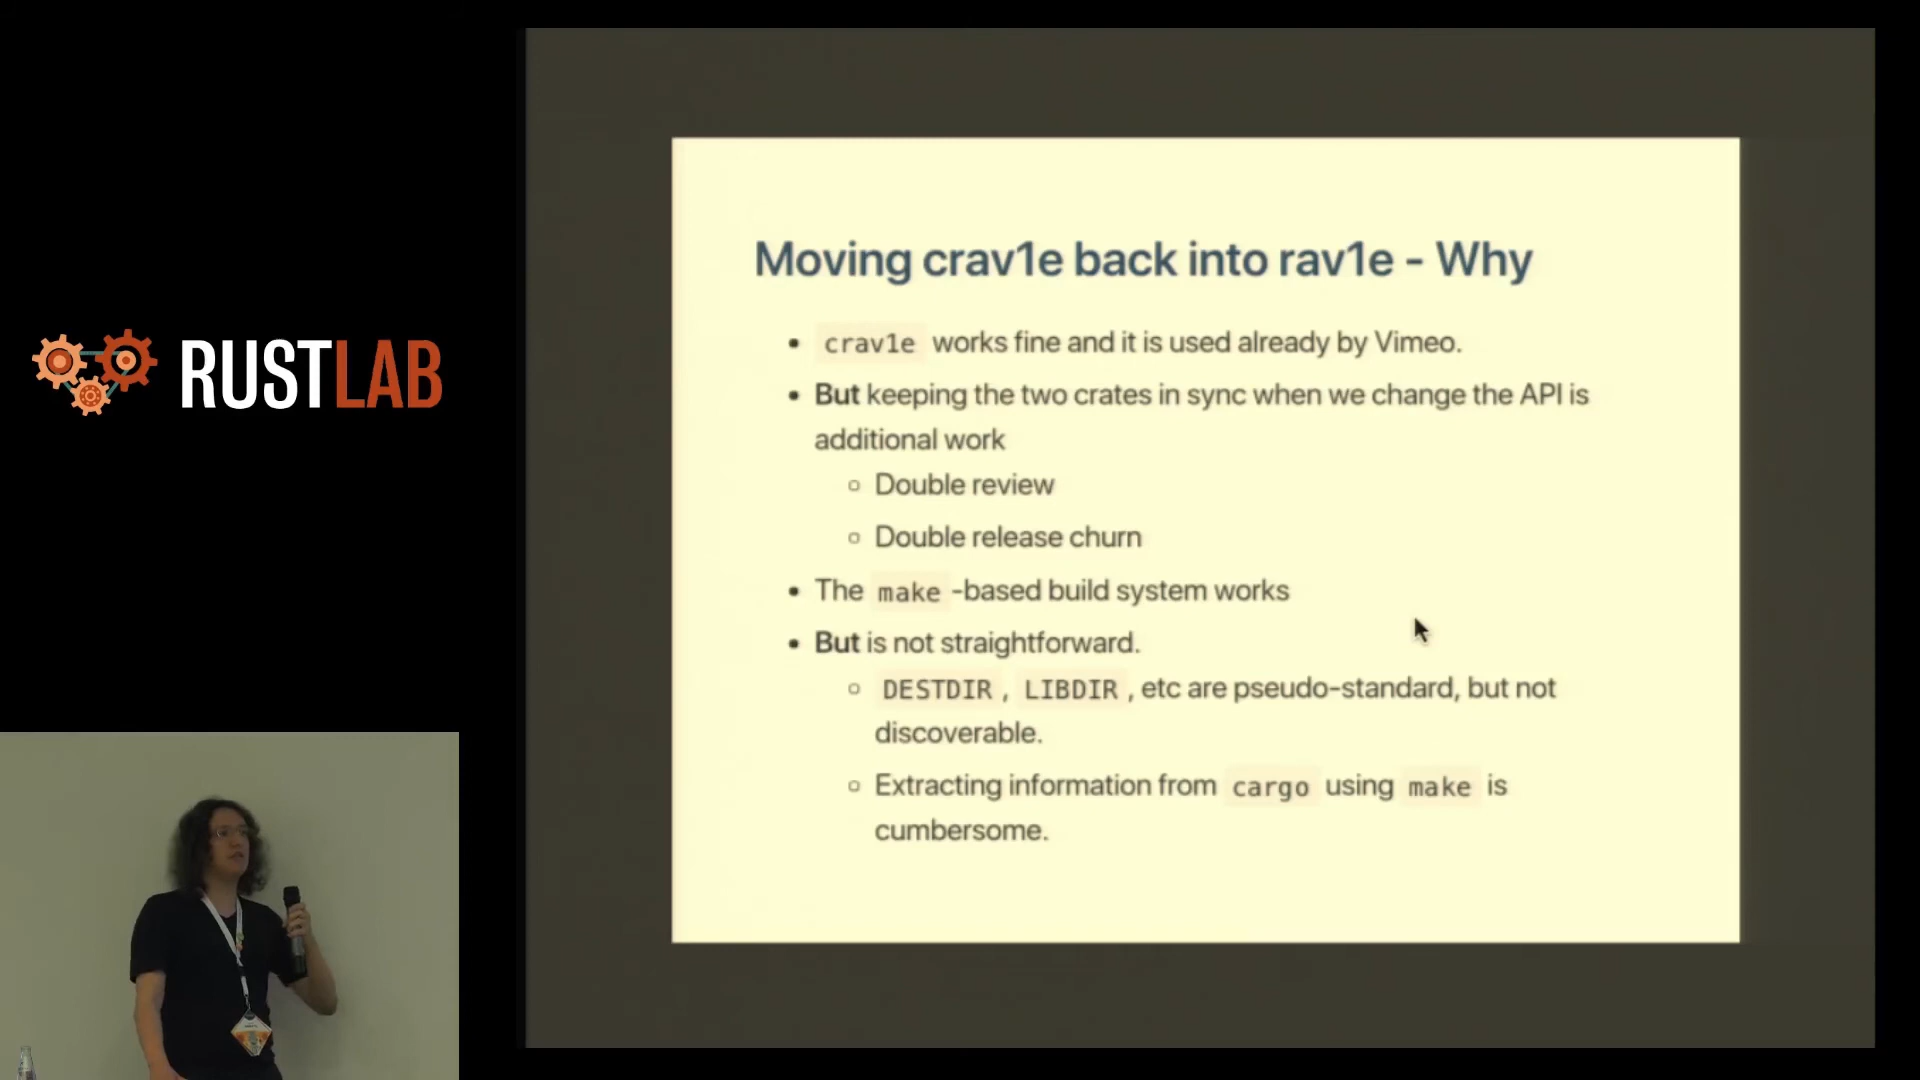 RUSTLAB
Moving crav1e back into rav1e - Why
• crav1e works fine and it is used already by Vimeo.
• But keeping the two crates in sync when we change the API is
additional work
◦ Double review
◦ Double release churn
• The make -based build system works
• But is not straightforward.
◦ DESTDIR , LIBDIR , etc are pseudo-standard, but not
discoverable.
◦ Extracting information from cargo using make is
cumbersome.